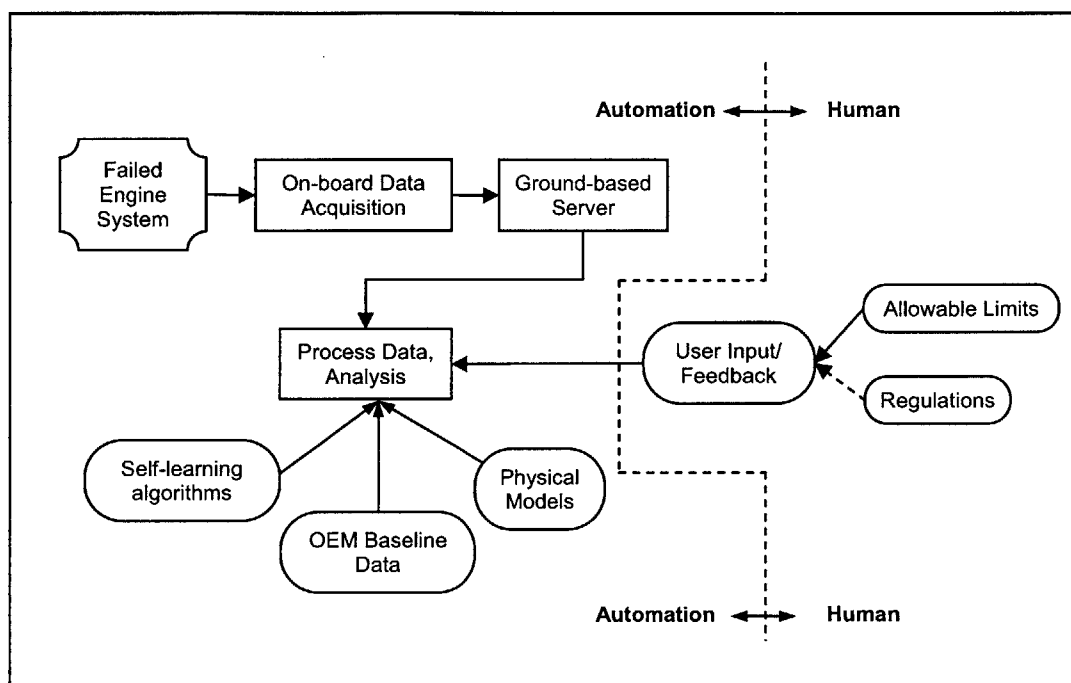 Automation Human
Failed
Engine
System
On-board Data
Acquisition
Ground-based
Server
Process Data,
Analysis
User Input/
Feedback
Allowable Limits
Regulations
Self-learning
algorithms
OEM Baseline
Data
Physical
Models
Automation Human